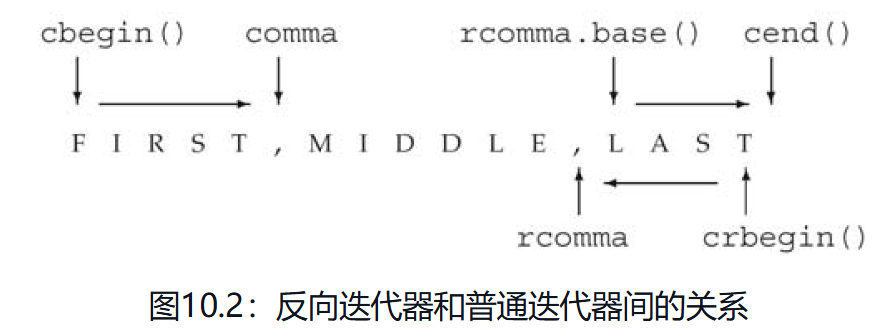 cbegin() comma rcomma.base() cend()
F I R S T , M I D D L E , L A S T
rcomma crbegin()
图10.2：反向迭代器和普通迭代器间的关系